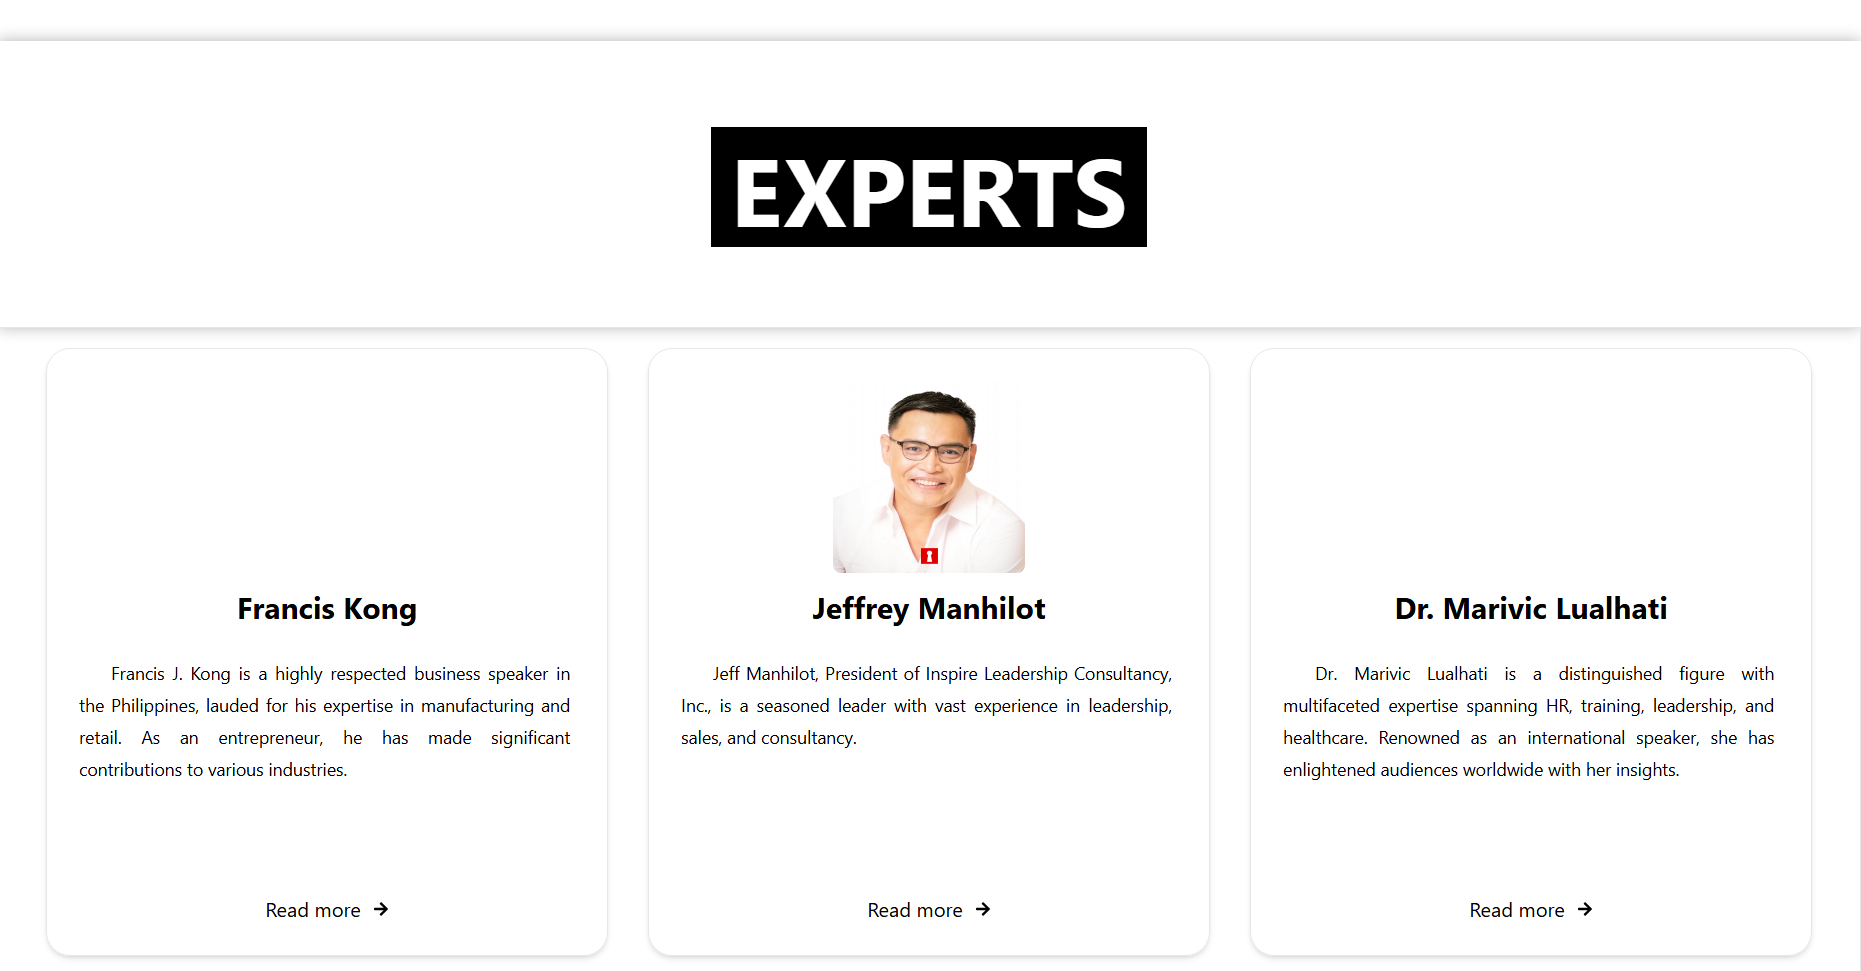 EXPERTS
Francis Kong
Francis J. Kong is a highly respected business speaker in
the Philippines, lauded for his expertise in manufacturing and
retail. As an entrepreneur, he has made significant
contributions to various industries.
Read more
Jeffrey Manhilot
Jeff Manhilot, President of Inspire Leadership Consultancy,
Inc., is a seasoned leader with vast experience in leadership,
sales, and consultancy.
Read more
Dr. Marivic Lualhati
Dr. Marivic Lualhati is a distinguished figure with
multifaceted expertise spanning HR, training, leadership, and
healthcare. Renowned as an international speaker, she has
enlightened audiences worldwide with her insights.
Read more